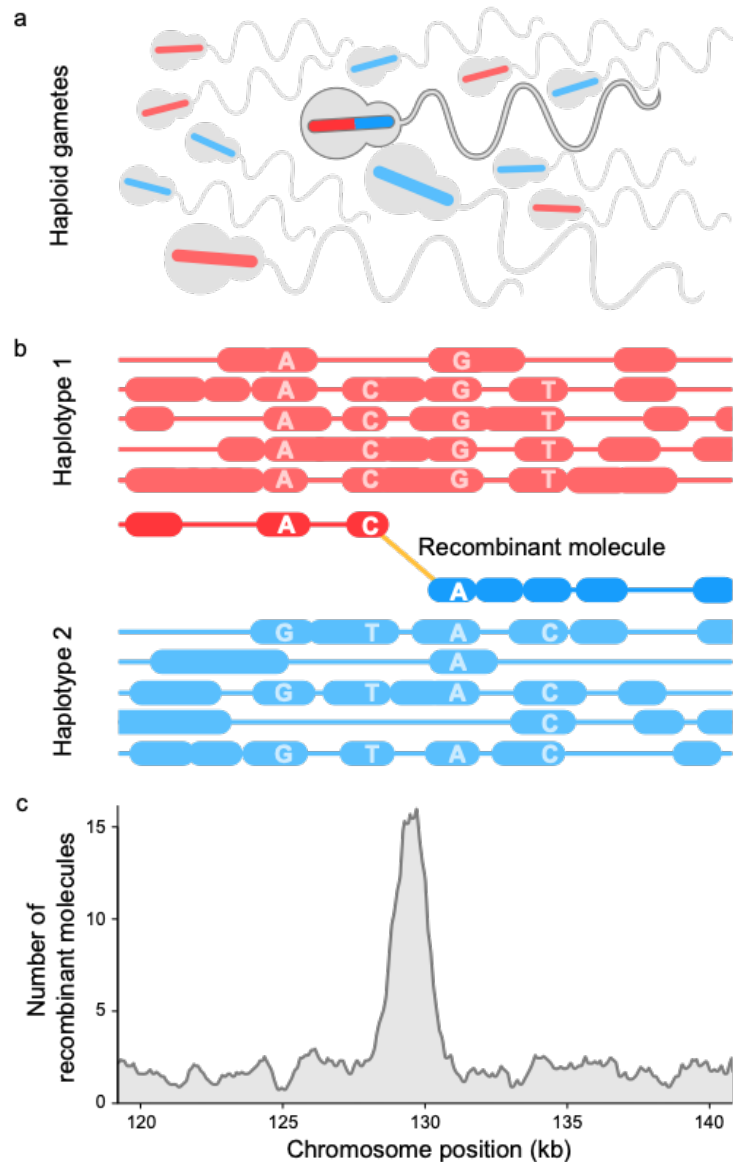 a
Haploid gametes
b
Haplotype 1
A G
A C G T
A C G T
A C G T
A C G T
A C
Recombinant molecule
A
Haplotype 2
G T A C
A
G T A C
C
G T A C
c
Number of
recombinant molecules
15
10
5
0
120 125 130 135 140
Chromosome position (kb)